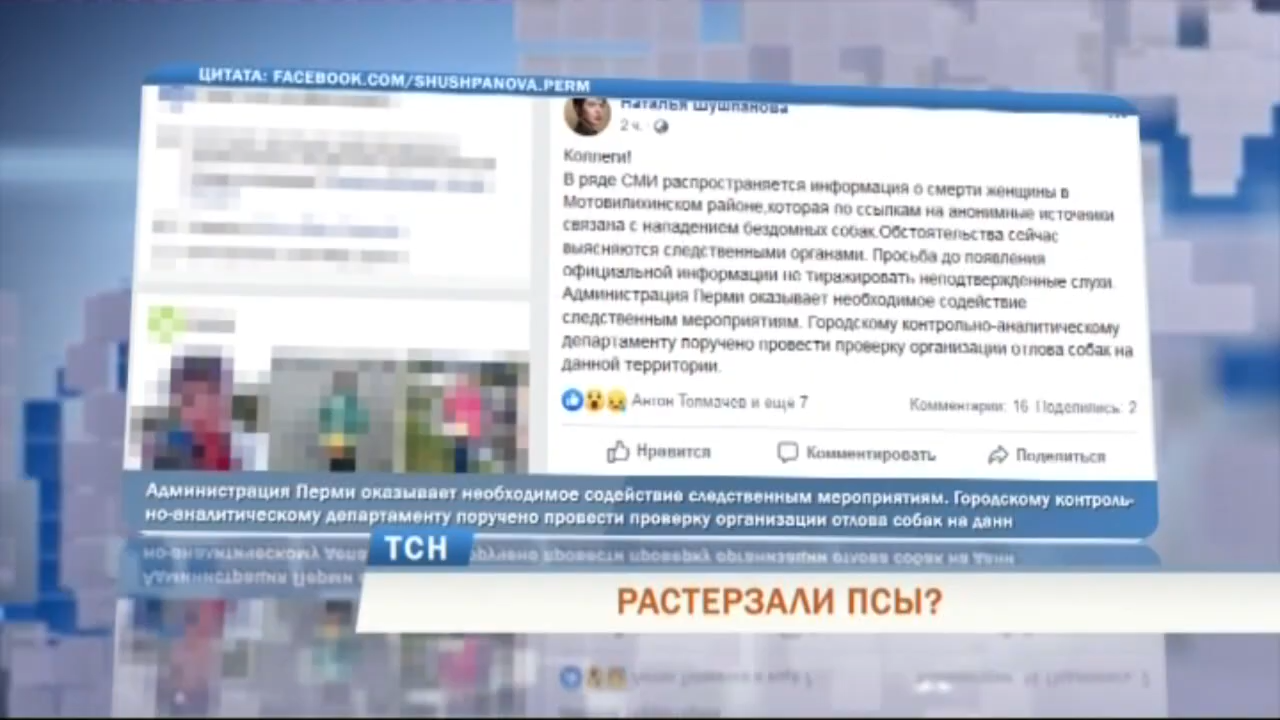 ЦИТАТА: FACEBOOK.COM/SHUSHPANOVA.PERM
Наталья Шушпанова
2 ч.
Коллеги!
В ряде СМИ распространяется информация о смерти женщины в
Мотовилихинском районе,которая по ссылкам на анонимные источники
связана с нападением бездомных собак.Обстоятельства сейчас
выясняются следственными органами. Просьба до появления
официальной информации не тиражировать неподтвержденные слухи.
Администрация Перми оказывает необходимое содействие
следственным мероприятиям. Городскому контрольно-аналитическому
департаменту поручено провести проверку организации отлова собак на
данной территории.
Антон Толмачев и ещё 7
Комментарии: 16 Поделились: 2
Нравится Комментировать Поделиться
Администрация Перми оказывает необходимое содействие следственным мероприятиям. Городскому контроль-
но-аналитическому департаменту поручено провести проверку организации отлова собак на данн
ТСН
РАСТЕРЗАЛИ ПСЫ?